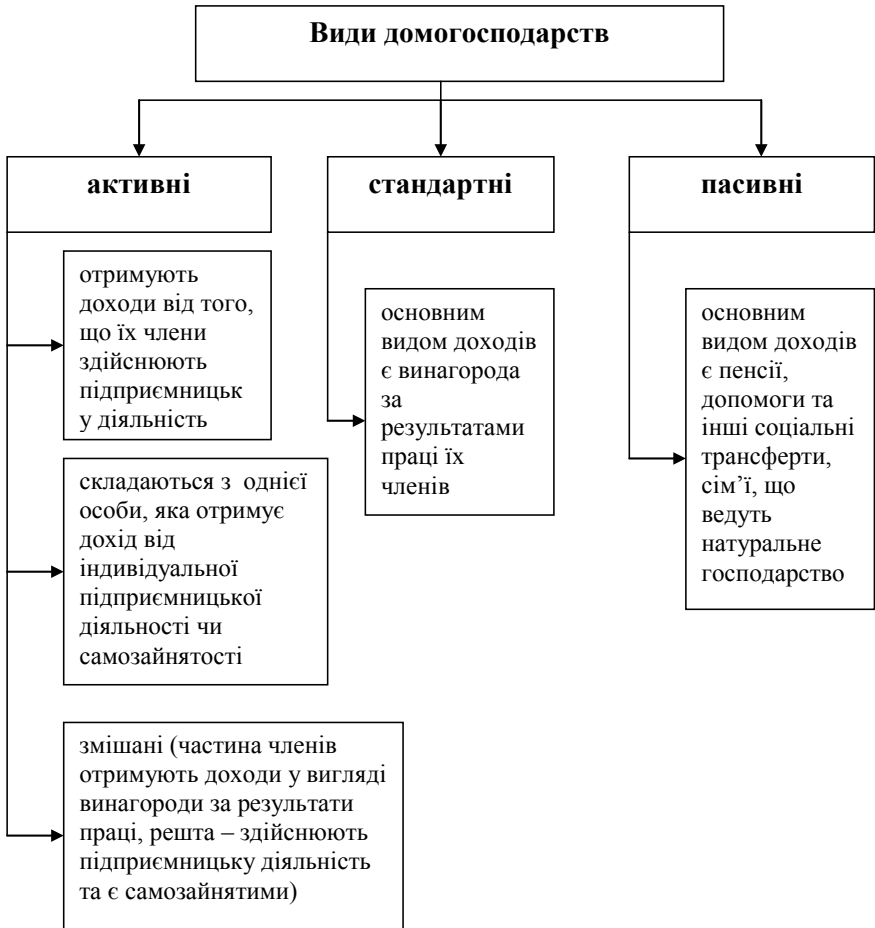 Види домогосподарств
активні
стандартні
пасивні
отримують
доходи від того,
що їх члени
здійснюють
підприємницьк
у діяльність
складаються з однієї
особи, яка отримує
дохід від
індивідуальної
підприємницької
діяльності чи
самозайнятості
змішані (частина членів
отримують доходи у вигляді
винагороди за результати
праці, решта – здійснюють
підприємницьку діяльність
та є самозайнятими)
основним
видом доходів
є винагорода
за
результатами
праці їх
членів
основним
видом доходів
є пенсії,
допомоги та
інші соціальні
трансферти,
сім’ї, що
ведуть
натуральне
господарство